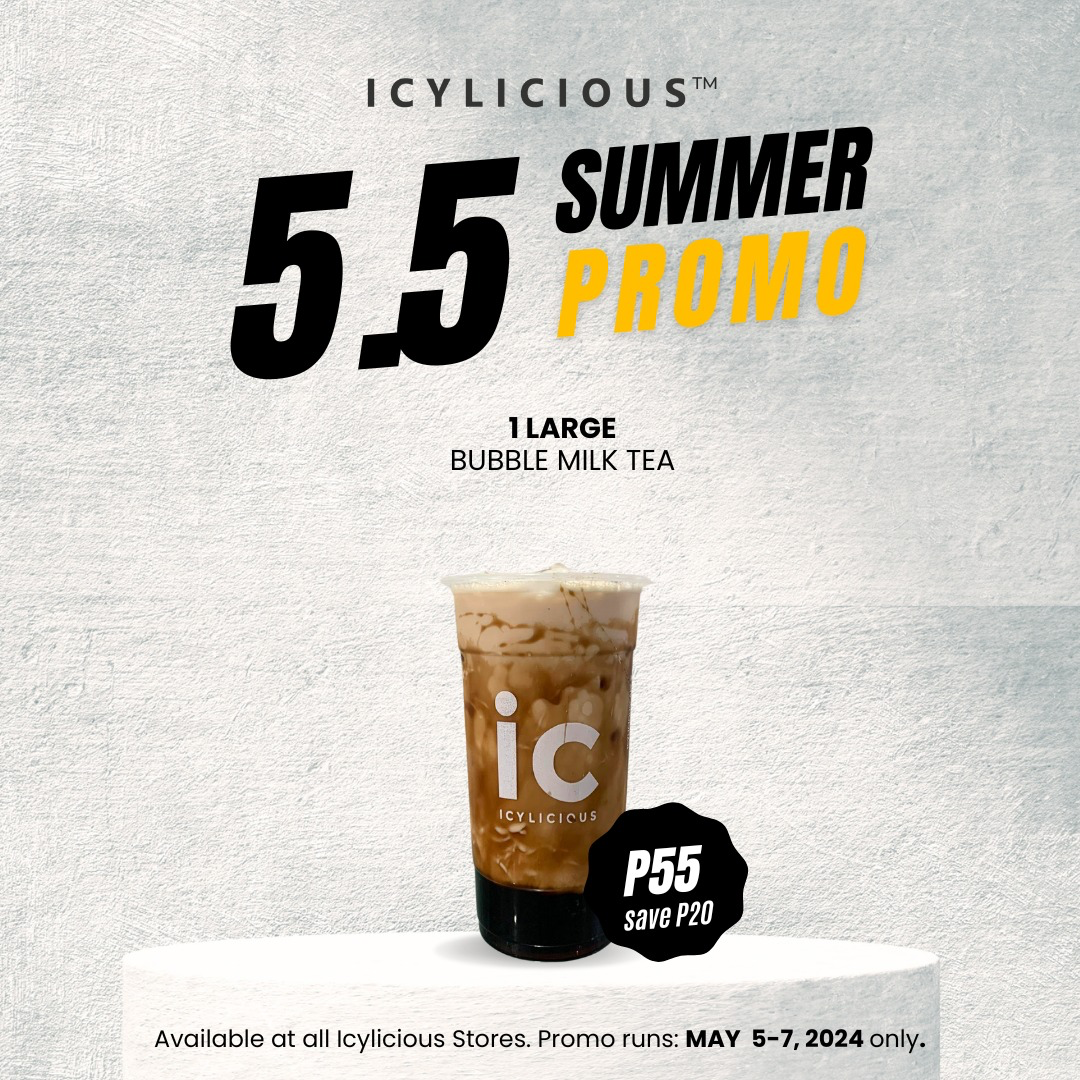 ICYLICIOUS™
5.5 SUMMER
PROMO
1 LARGE
BUBBLE MILK TEA
ic
ICYLICIOUS
P55
save P20
Available at all Icylicious Stores. Promo runs: MAY 5-7, 2024 only.